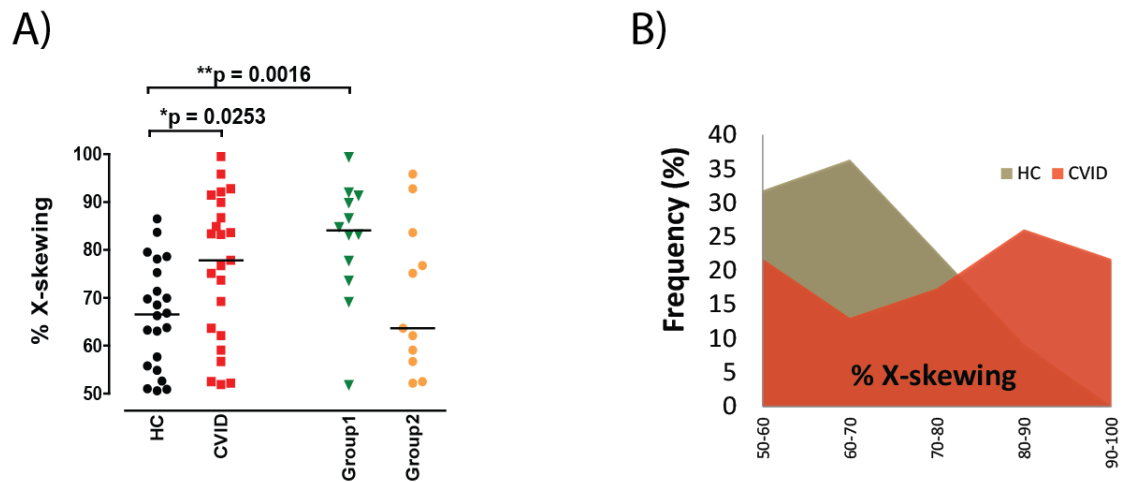 A)
**p = 0.0016
*p = 0.0253
% X-skewing
100
90
80
70
60
50
HC
CVID
Group1
Group2
B)
Frequency (%)
40
35
30
25
20
15
10
5
0
HC CVID
% X-skewing
50-60
60-70
70-80
80-90
90-100